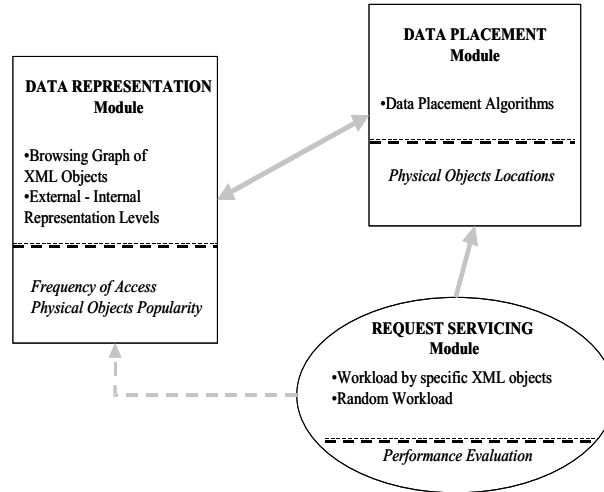 DATA REPRESENTATION
Module
•Browsing Graph of
XML Objects
•External - Internal
Representation Levels
Frequency of Access
Physical Objects Popularity
DATA PLACEMENT
Module
•Data Placement Algorithms
Physical Objects Locations
REQUEST SERVICING
Module
•Workload by specific XML objects
•Random Workload
Performance Evaluation